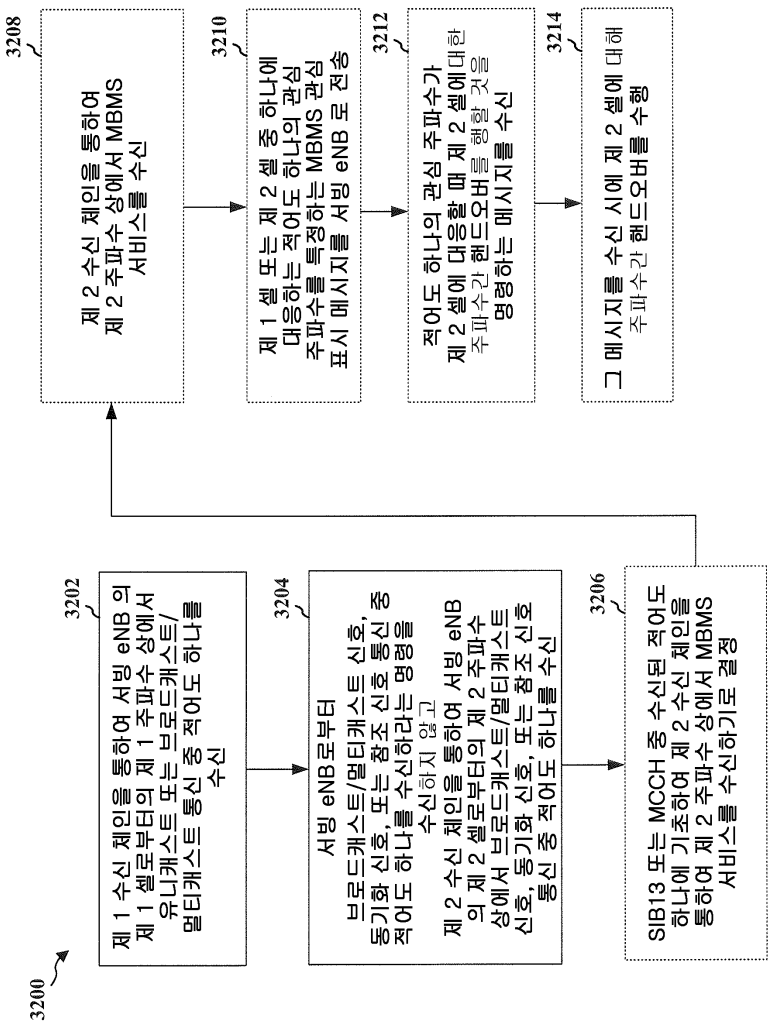 3200
3202
제 1 수신 체인을 통하여 서빙 eNB 의
제 1 셀로부터의 제 1 주파수 상에서
유니캐스트 또는 브로드캐스트/
멀티캐스트 통신 중 적어도 하나를
수신
3204
서빙 eNB로부터
브로드캐스트/멀티캐스트 신호,
동기화 신호, 또는 참조 신호 통신 중
적어도 하나를 수신하라는 명령을
수신하지 않고
제 2 수신 체인을 통하여 서빙 eNB
의 제 2 셀로부터의 제 2 주파수
상에서 브로드캐스트/멀티캐스트
신호, 동기화 신호, 또는 참조 신호
통신 중 적어도 하나를 수신
3206
SIB13 또는 MCCH 중 수신된 적어도
하나에 기초하여 제 2 수신 체인을
통하여 제 2 주파수 상에서 MBMS
서비스를 수신하기로 결정
3208
제 2 수신 체인을 통하여
제 2 주파수 상에서 MBMS
서비스를 수신
3210
제 1 셀 또는 제 2 셀 중 하나에
대응하는 적어도 하나의 관심
주파수를 특정하는 MBMS 관심
표시 메시지를 서빙 eNB 로 전송
3212
적어도 하나의 관심 주파수가
제 2 셀에 대응할 때 제 2 셀에대한
주파수간 핸드오버를 행할 것을
명령하는 메시지를 수신
3214
그 메시지를 수신 시에 제 2 셀에 대해
주파수간 핸드오버를 수행